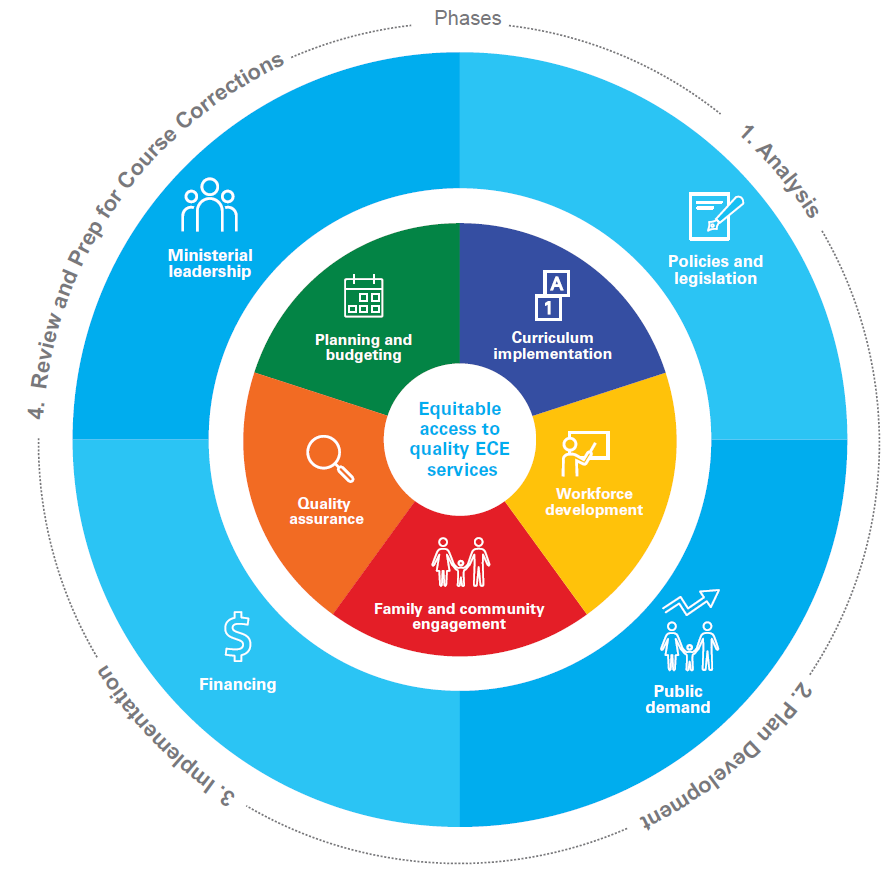 Phases
1. Analysis
2. Plan Development
3. Implementation
4. Review and Prep for Course Corrections
Ministerial
leadership
Policies and
legislation
Public
demand
$
Financing
Planning and
budgeting
A
1
Curriculum
implementation
Workforce
development
Family and community
engagement
Quality
assurance
Equitable
access to
quality ECE
services